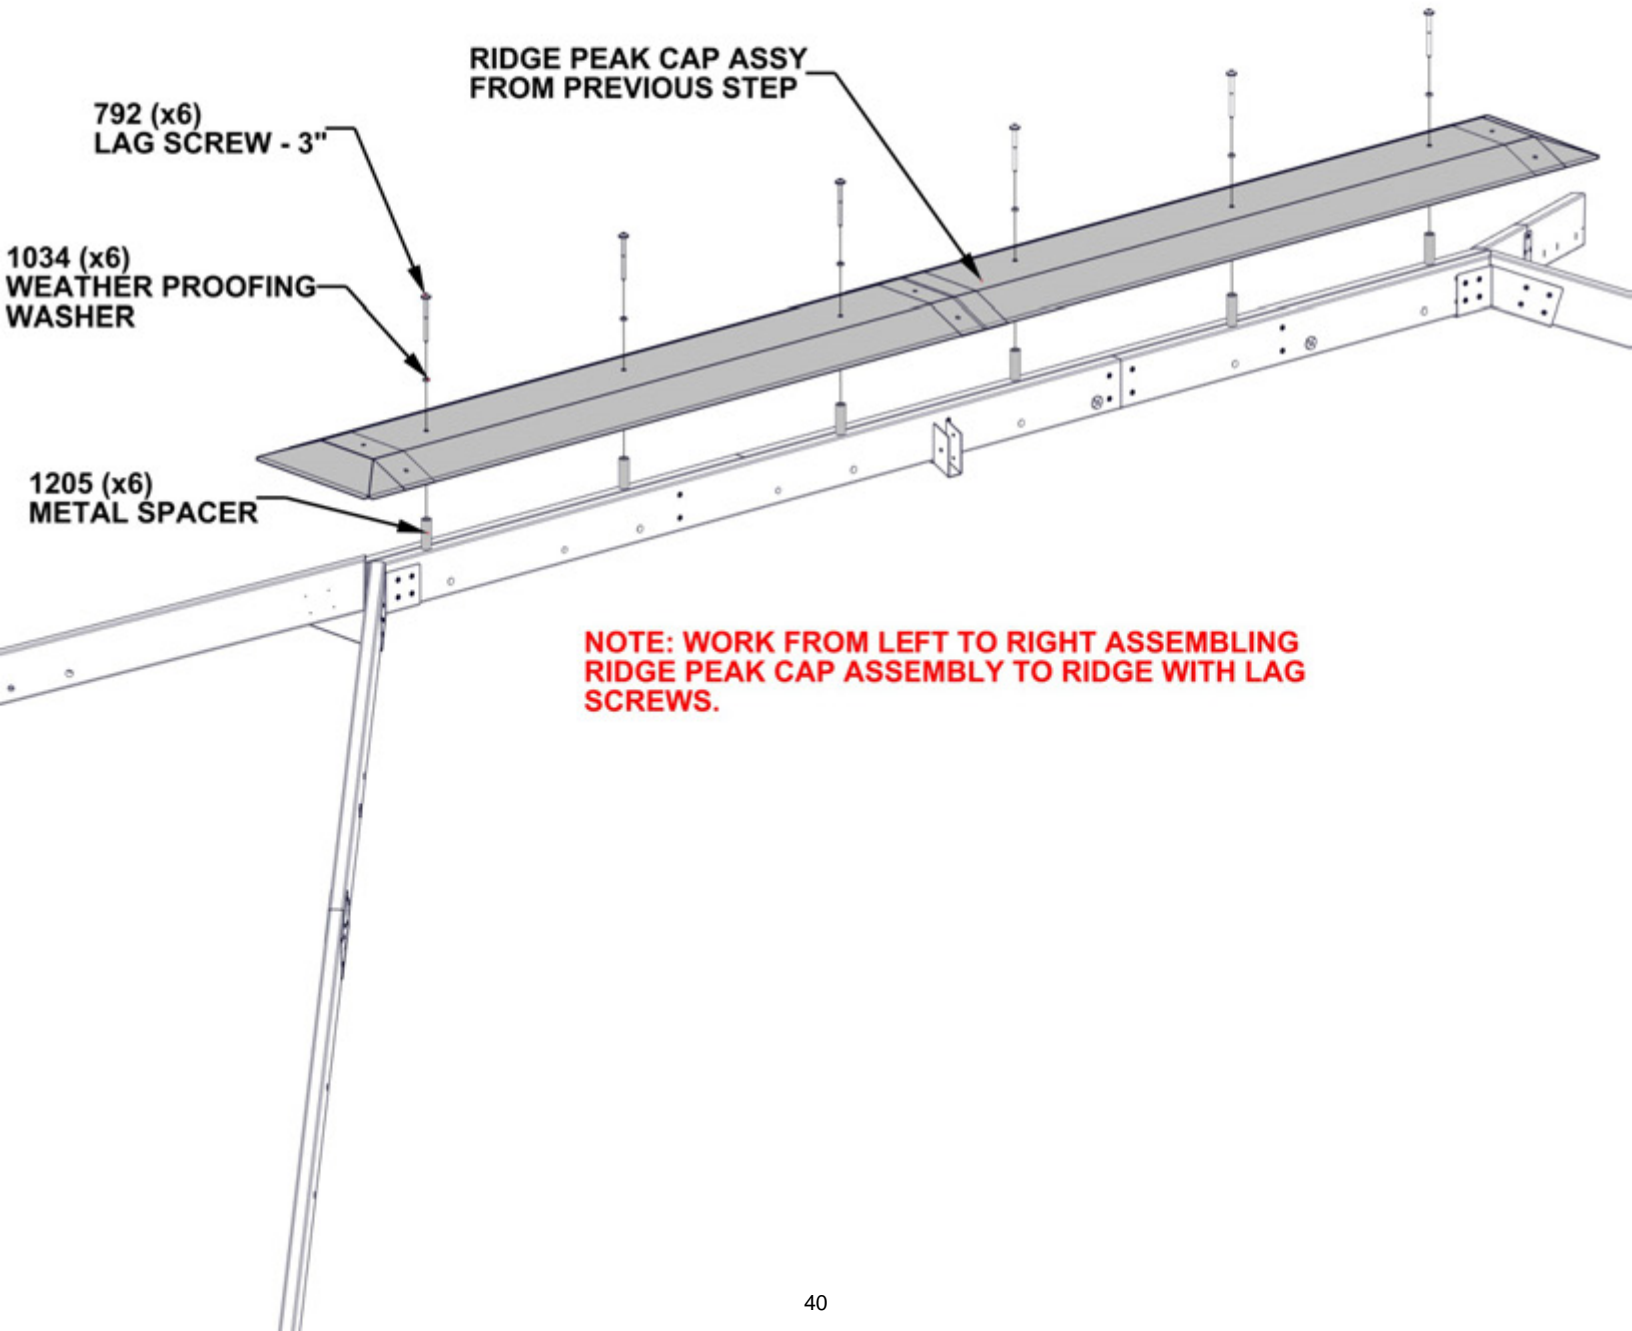 RIDGE PEAK CAP ASSY
FROM PREVIOUS STEP
792 (x6)
LAG SCREW - 3"
1034 (x6)
WEATHER PROOFING
WASHER
1205 (x6)
METAL SPACER
NOTE: WORK FROM LEFT TO RIGHT ASSEMBLING
RIDGE PEAK CAP ASSEMBLY TO RIDGE WITH LAG
SCREWS.
40